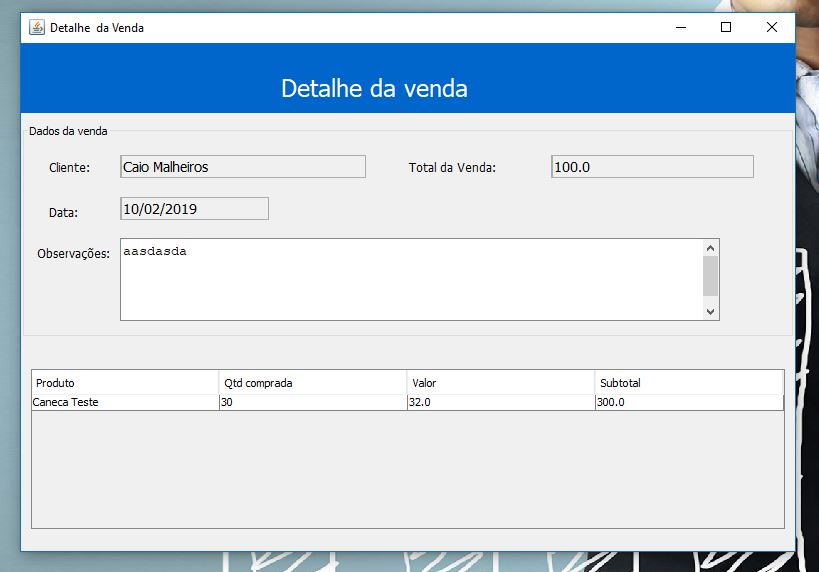 Detalhe  da Venda
Detalhe da venda
Dados da venda
Cliente: Caio Malheiros Total da Venda: 100.0
Data: 10/02/2019
Observações: aasdasda
Produto Qtd comprada Valor Subtotal
Caneca Teste 30 32.0 300.0